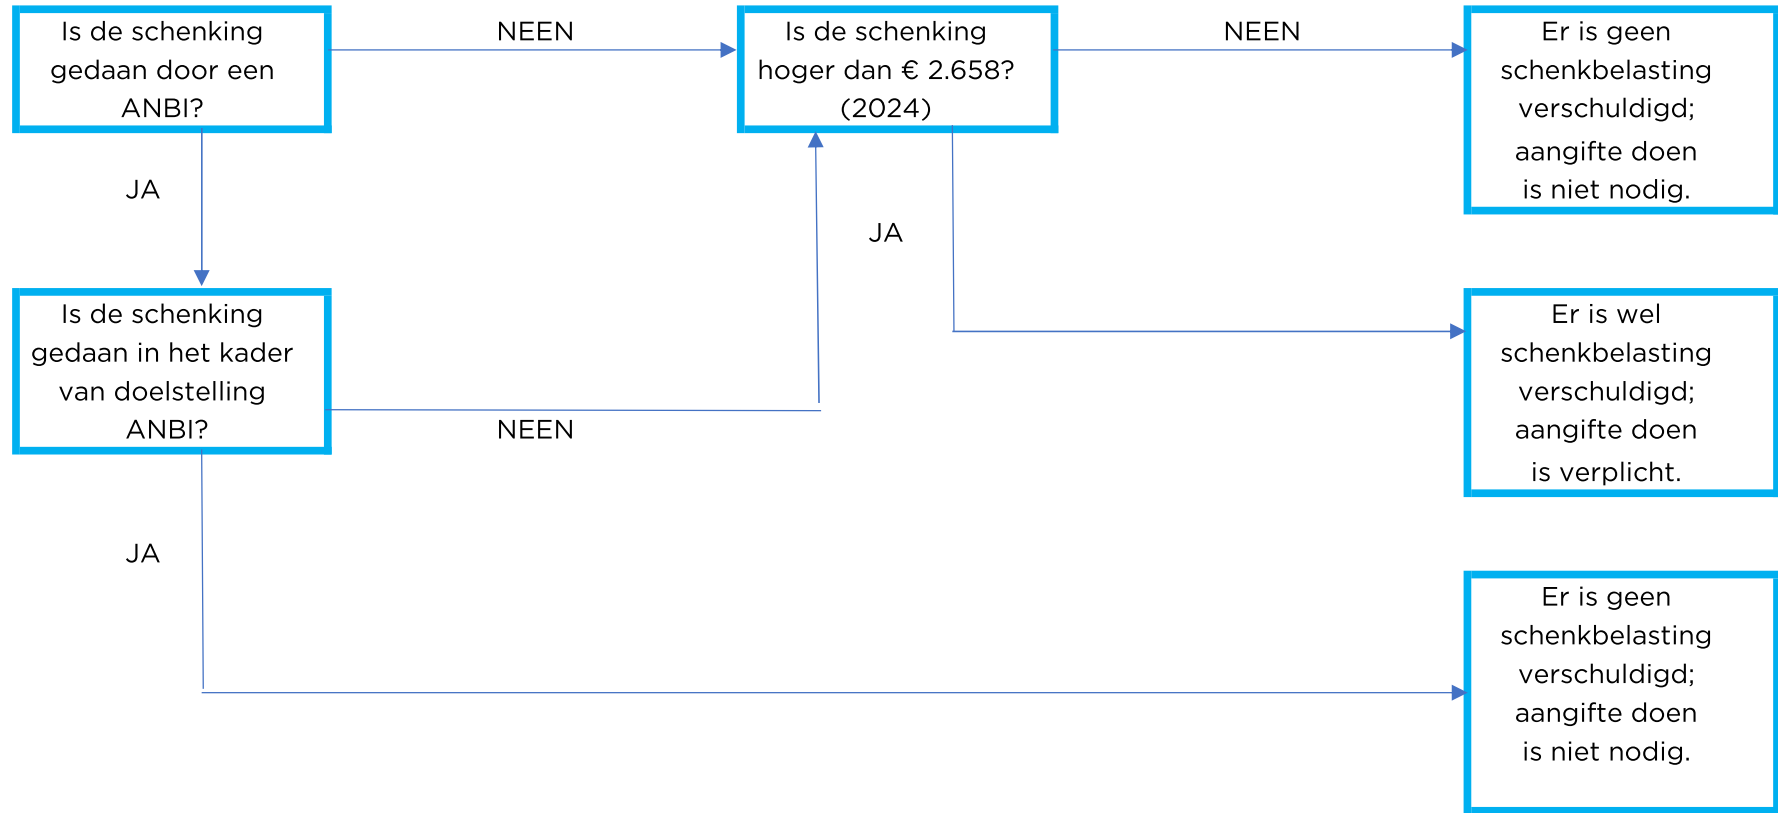 Is de schenking
gedaan door een
ANBI?
NEEN
Is de schenking
hoger dan € 2.658?
(2024)
NEEN
Er is geen
schenkbelasting
verschuldigd;
aangifte doen
is niet nodig.
JA
JA
Is de schenking
gedaan in het kader
van doelstelling
ANBI?
NEEN
Er is wel
schenkbelasting
verschuldigd;
aangifte doen
is verplicht.
JA
Er is geen
schenkbelasting
verschuldigd;
aangifte doen
is niet nodig.